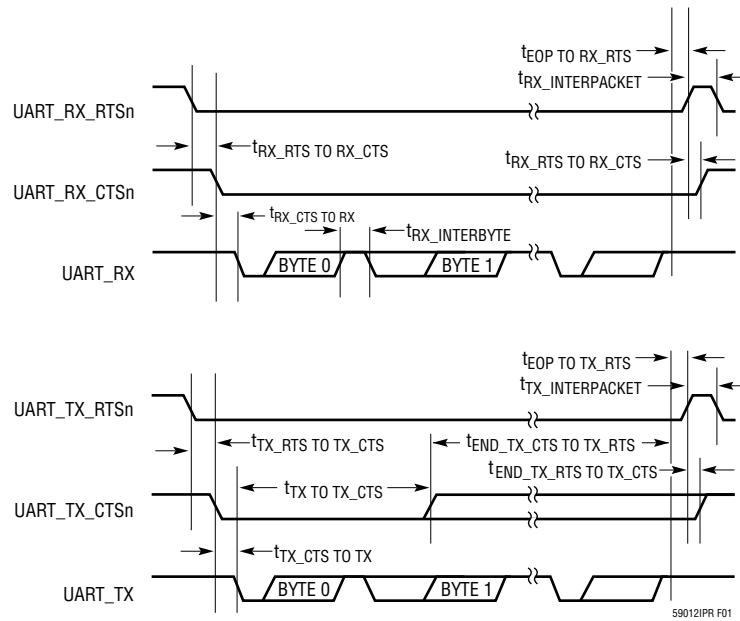 tEOP TO RX_RTS
tRX_INTERPACKET
UART_RX_RTSn
tRX_RTS TO RX_CTS
tRX_RTS TO RX_CTS
UART_RX_CTSn
tRX_CTS TO RX
tRX_INTERBYTE
UART_RX
BYTE 0
BYTE 1
tEOP TO TX_RTS
tTX_INTERPACKET
UART_TX_RTSn
tTX_RTS TO TX_CTS
tEND_TX_CTS TO TX_RTS
tEND_TX_RTS TO TX_CTS
tTX TO TX_CTS
UART_TX_CTSn
tTX_CTS TO TX
UART_TX
BYTE 0
BYTE 1
59012IPR F01